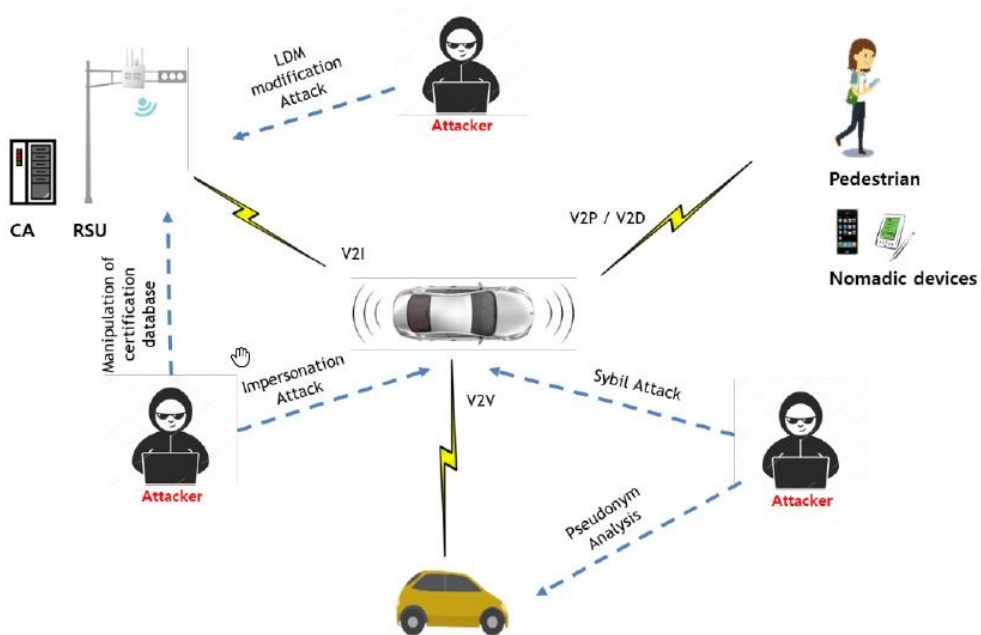 LDM
modification
Attack
Attacker
CA
RSU
V2I
V2P / V2D
Pedestrian
Nomadic devices
Manipulation of
certification
database
Impersonation
Attack
V2V
Sybil Attack
Attacker
Attacker
Pseudonym
Analysis